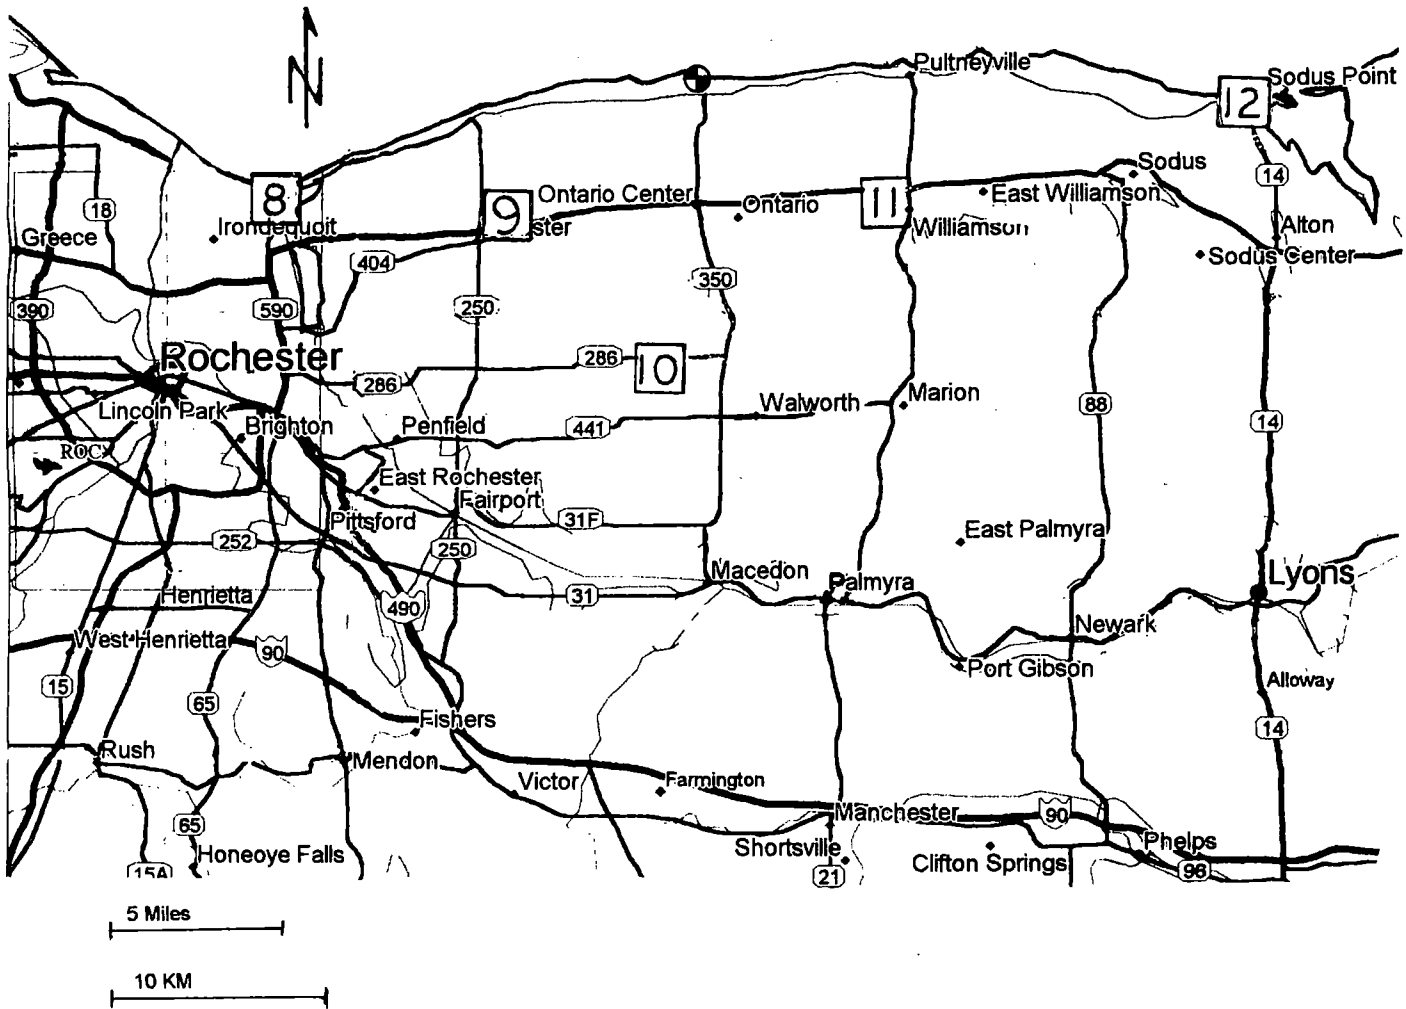 N
Pultneyville
Sodus Point
12
Sodus
14
8
Ontario Center
11
East Williamson
9
Ontario
18
Irondequoit
ster
Williamson
Alton
Greece
404
Sodus Center
350
390
590
250
Rochester
286
10
286
Marion
Lincoln Park
Walworth
88
Brighton
Penfield
441
14
ROC
East Rochester
Fairport
Pittsford
31F
East Palmyra
252
250
Macedon
Palmyra
Lyons
Henrietta
490
31
West Henrietta
90
Newark
Port Gibson
15
Alloway
65
Fishers
14
Rush
Mendon
Victor
Farmington
Manchester
90
65
Shortsville
Phelps
Honeoye Falls
Clifton Springs
15A
21
96
5 Miles
10 KM